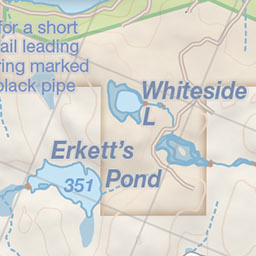 for a short
ail leading
ring marked
black pipe
Whiteside
L
Erkett's
Pond
351